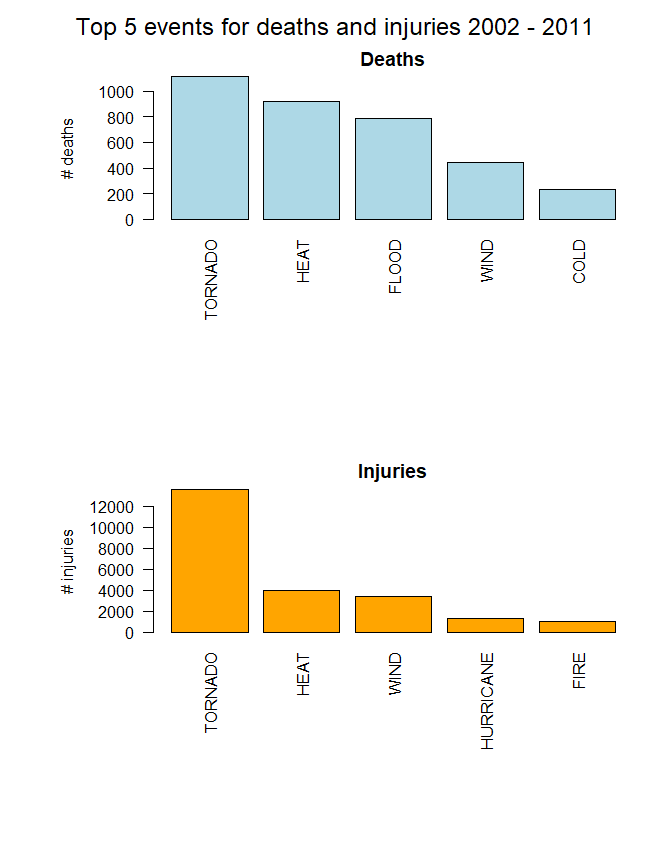 Top 5 events for deaths and injuries 2002 - 2011
Deaths
# deaths
1000
800
600
400
200
0
TORNADO
HEAT
FLOOD
WIND
COLD
Injuries
# injuries
12000
10000
8000
6000
4000
2000
0
TORNADO
HEAT
WIND
HURRICANE
FIRE